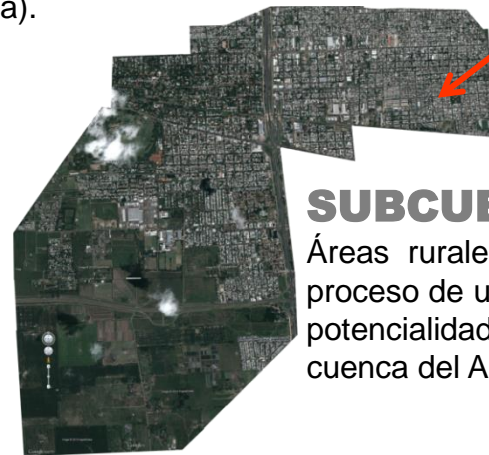 a).
SUBCUE
Áreas rurale
proceso de u
potencialidad
cuenca del A